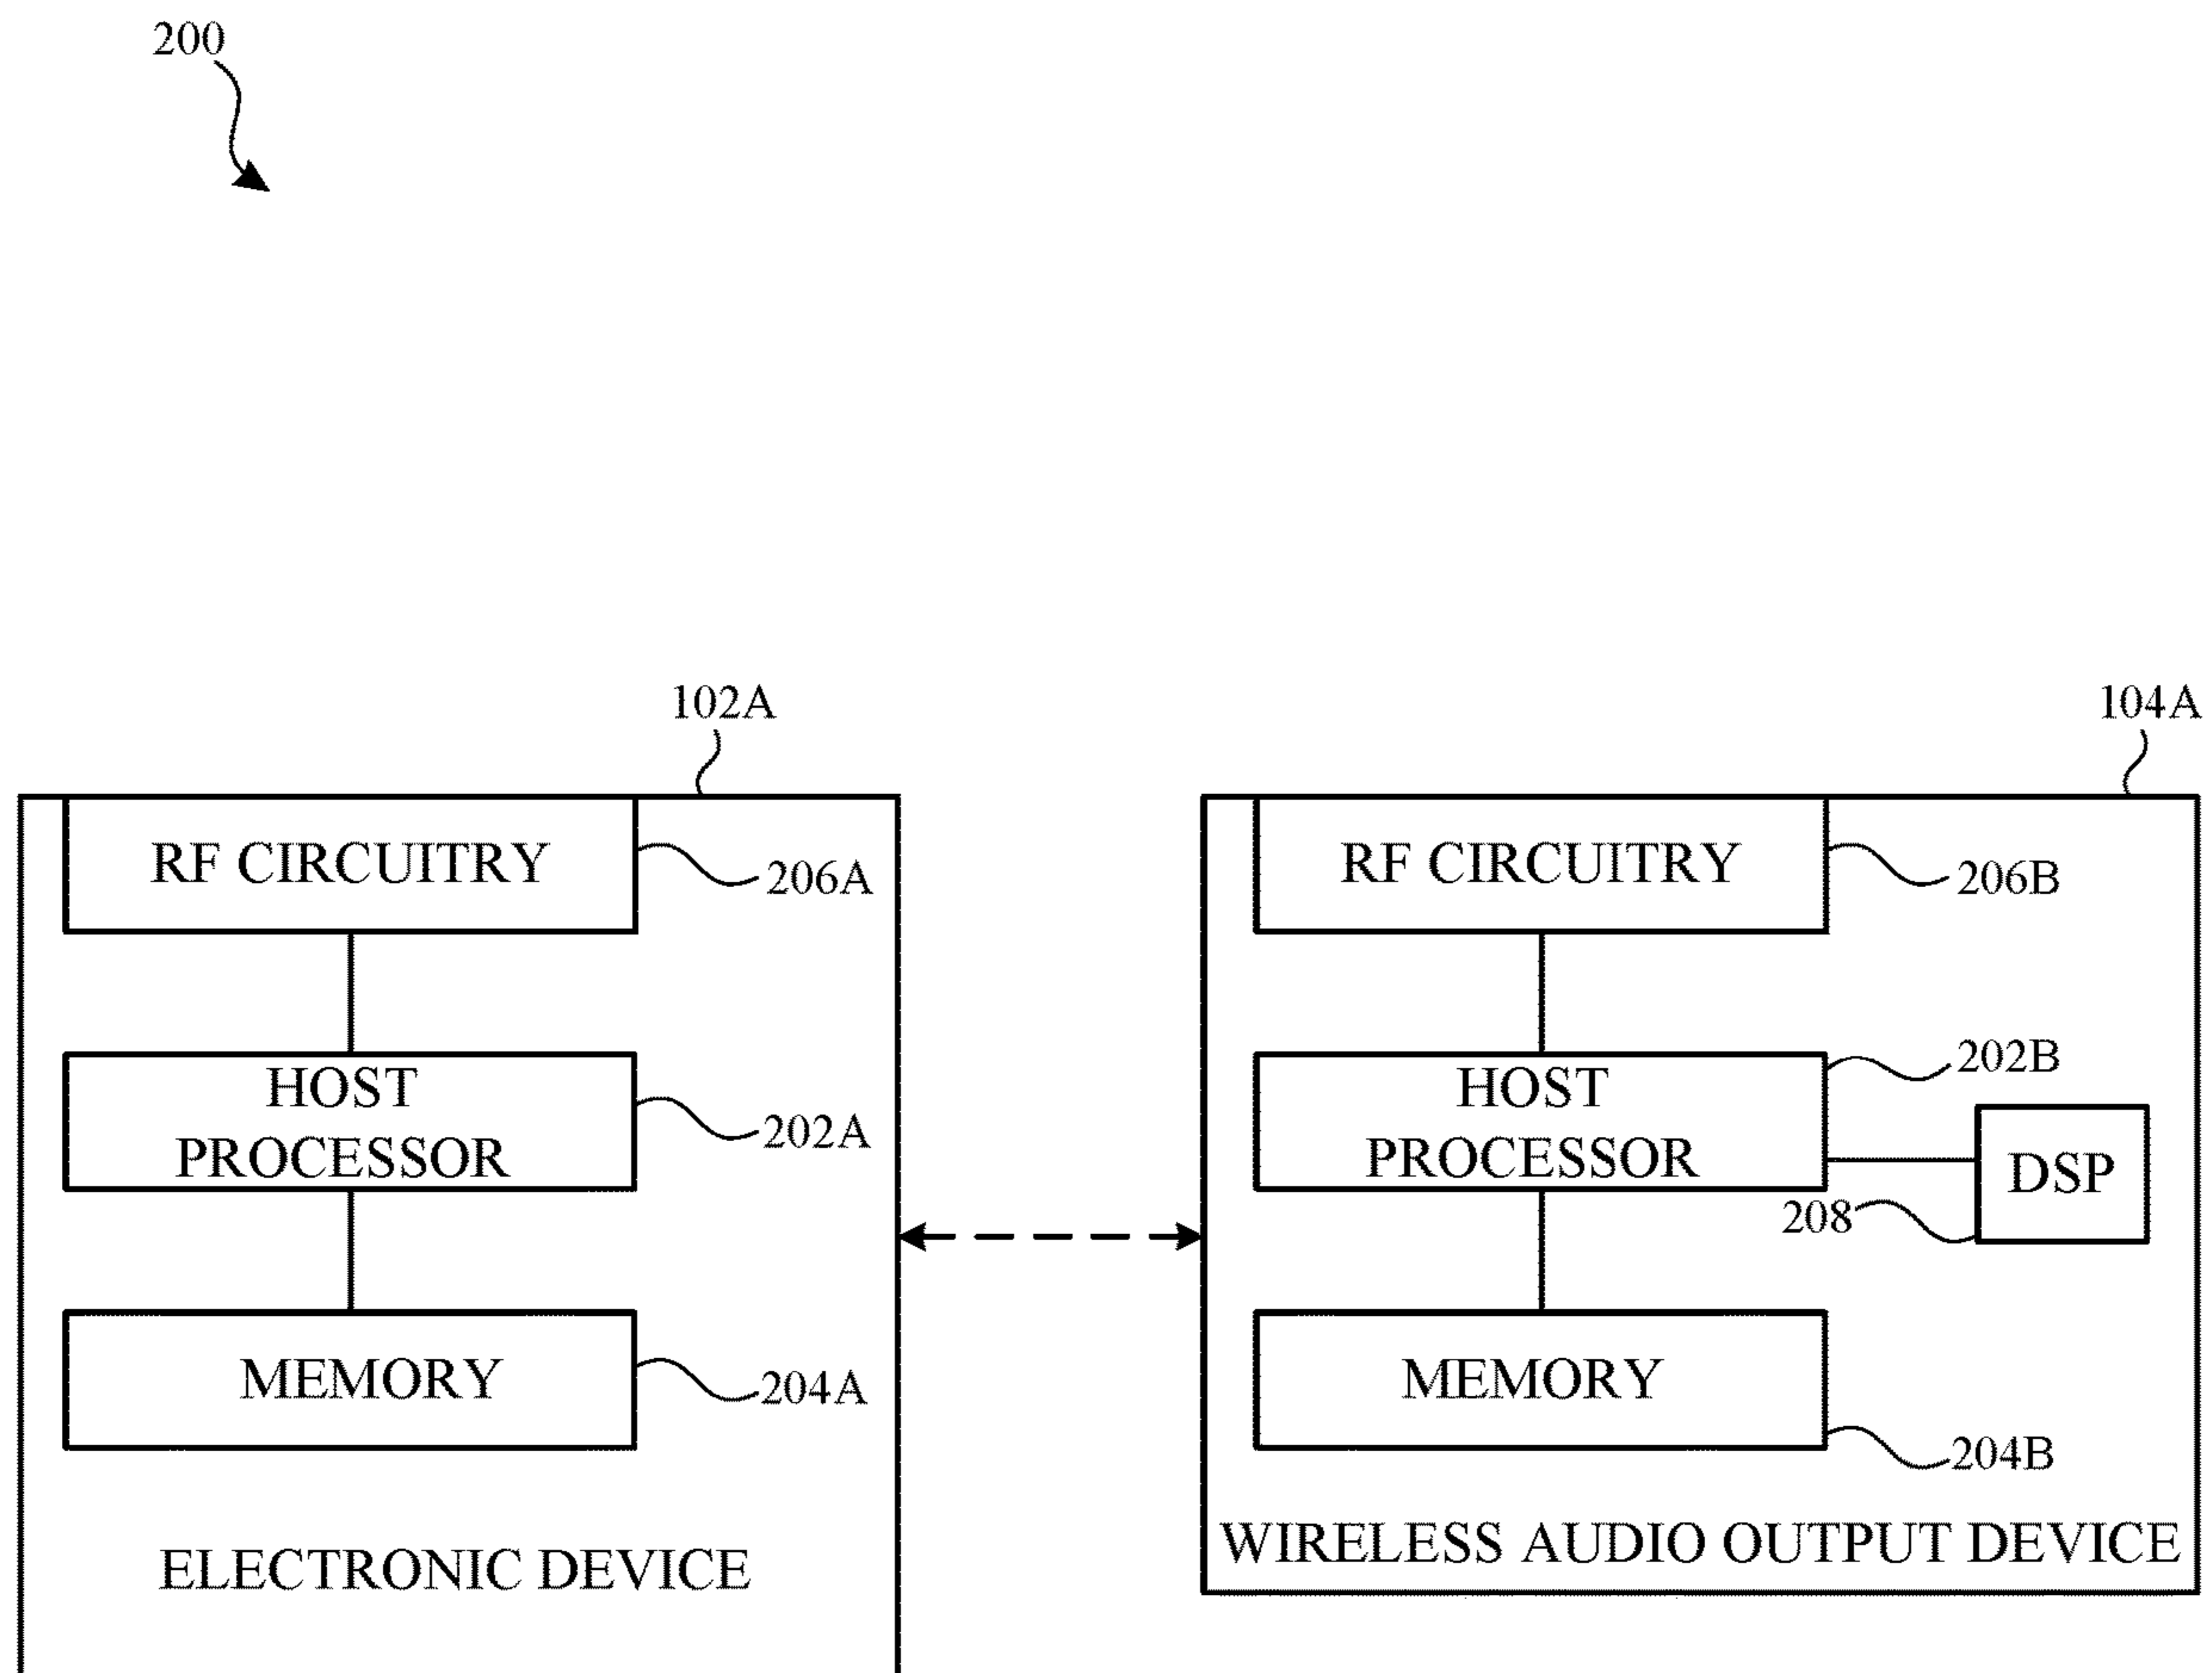 200
102A
104A
RF CIRCUITRY
206A
HOST
PROCESSOR
202A
MEMORY
204A
ELECTRONIC DEVICE
RF CIRCUITRY
206B
HOST
PROCESSOR
202B
DSP
208
MEMORY
204B
WIRELESS AUDIO OUTPUT DEVICE